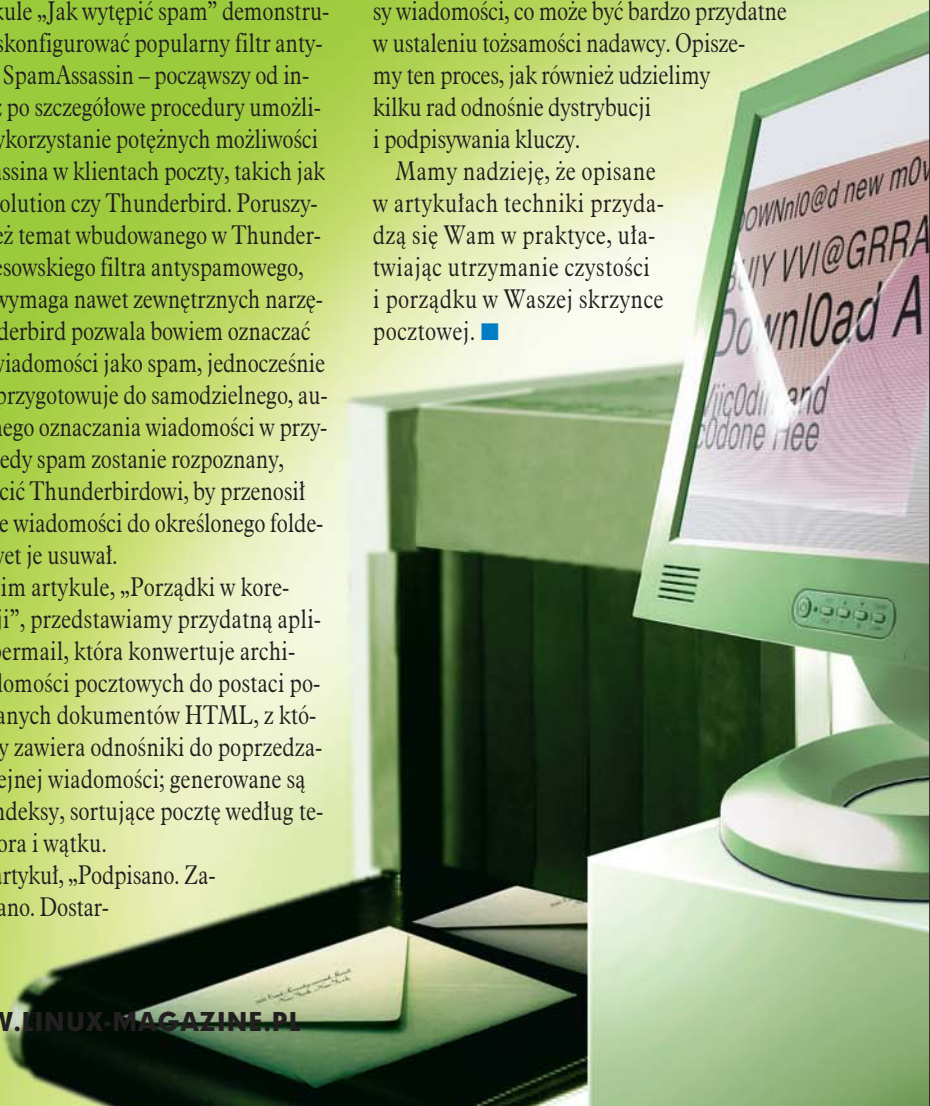 kule „Jak wytępić spam” demonstru-
skonfigurować popularny filtr anty-
SpamAssassin – począwszy od in-
ż po szczegółowe procedury umożli-
ykorzystanie potężnych możliwości
assina w klientach poczty, takich jak
olution czy Thunderbird. Poruszy-
eż temat wbudowanego w Thunder-
esowskiego filtra antyspamowego,
wymaga nawet zewnętrznych narzę-
derbird pozwala bowiem oznaczać
wiadomości jako spam, jednocześnie
przygotowuje do samodzielnego, au-
nego oznaczania wiadomości w przy-
edy spam zostanie rozpoznany,
cić Thunderbirdowi, by przenosił
e wiadomości do określonego folde-
wet je usuwał.
im artykule, „Porządki w kore-
ji”, przedstawiamy przydatną apli-
permail, która konwertuje archi-
domości pocztowych do postaci po-
anych dokumentów HTML, z któ-
y zawiera odnośniki do poprzedza-
ejnej wiadomości; generowane są
ndeksy, sortujące pocztę według te-
ora i wątku.
artykuł, „Podpisano. Za-
ano. Dostar-
sy wiadomości, co może być bardzo przydatne
w ustaleniu tożsamości nadawcy. Opisze-
my ten proces, jak również udzielimy
kilku rad odnośnie dystrybucji
i podpisywania kluczy.
Mamy nadzieję, że opisane
w artykułach techniki przyda-
dzą się Wam w praktyce, uła-
twiając utrzymanie czystości
i porządku w Waszej skrzynce
pocztowej.
OWNnl0@d new m0v
BUIY VVI@GRRA
Downl0ad A
Viic0din and
c0done Hee
W.LINUX-MAGAZINE.PL